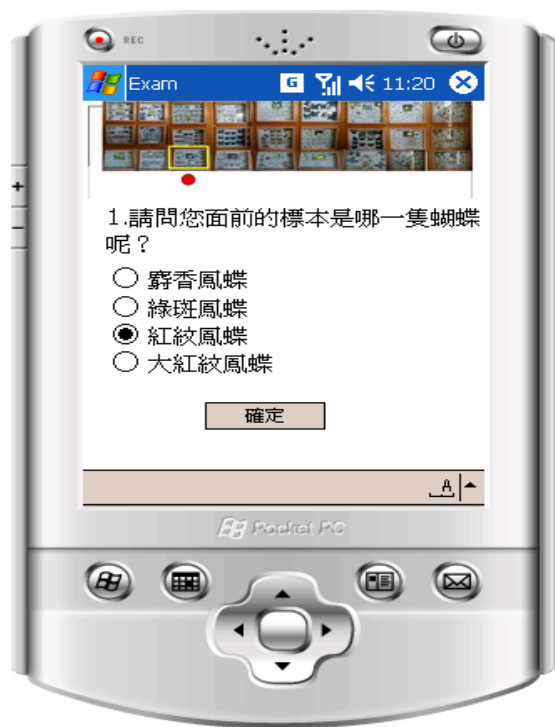 REC
Exam
G
11:20
1.請問您面前的標本是哪一隻蝴蝶
呢？
麝香鳳蝶
綠斑鳳蝶
紅紋鳳蝶
大紅紋鳳蝶
確定
A
Pocket PC
+
−